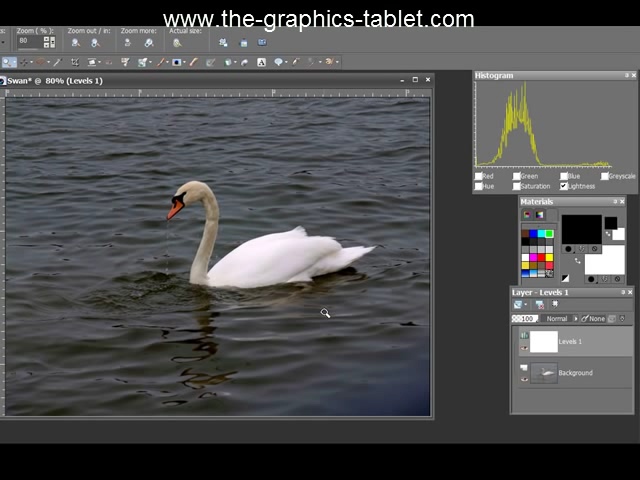 www.the-graphics-tablet.com
Zoom ( % ): Zoom out / in: Zoom more: Actual size:
80
Swan* @ 80% (Levels 1)
Histogram
Red Green Blue Greyscale
Hue Saturation Lightness
Materials
Layer - Levels 1
100 Normal None
Levels 1
Background